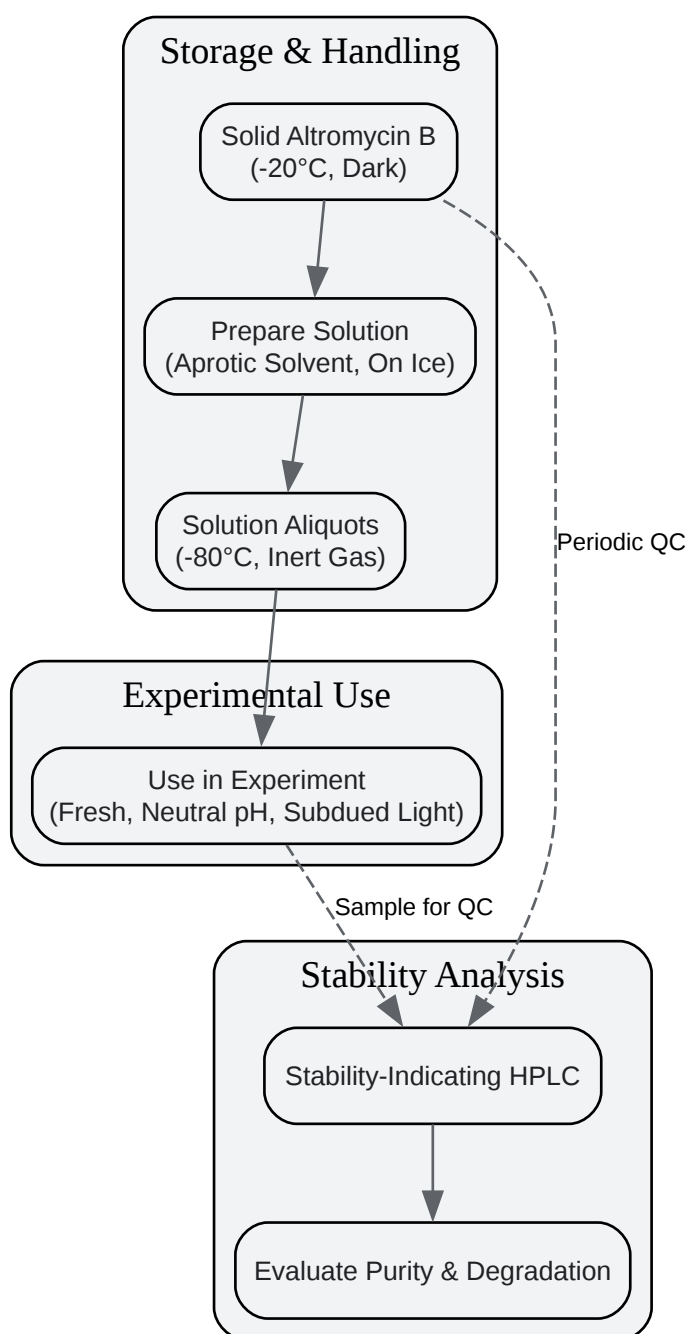 Storage & Handling
Solid Altromycin B
(-20°C, Dark)
Prepare Solution
(Aprotic Solvent, On Ice)
Solution Aliquots
(-80°C, Inert Gas)
Periodic QC
Experimental Use
Use in Experiment
(Fresh, Neutral pH, Subdued Light)
Sample for QC
Stability Analysis
Stability-Indicating HPLC
Evaluate Purity & Degradation